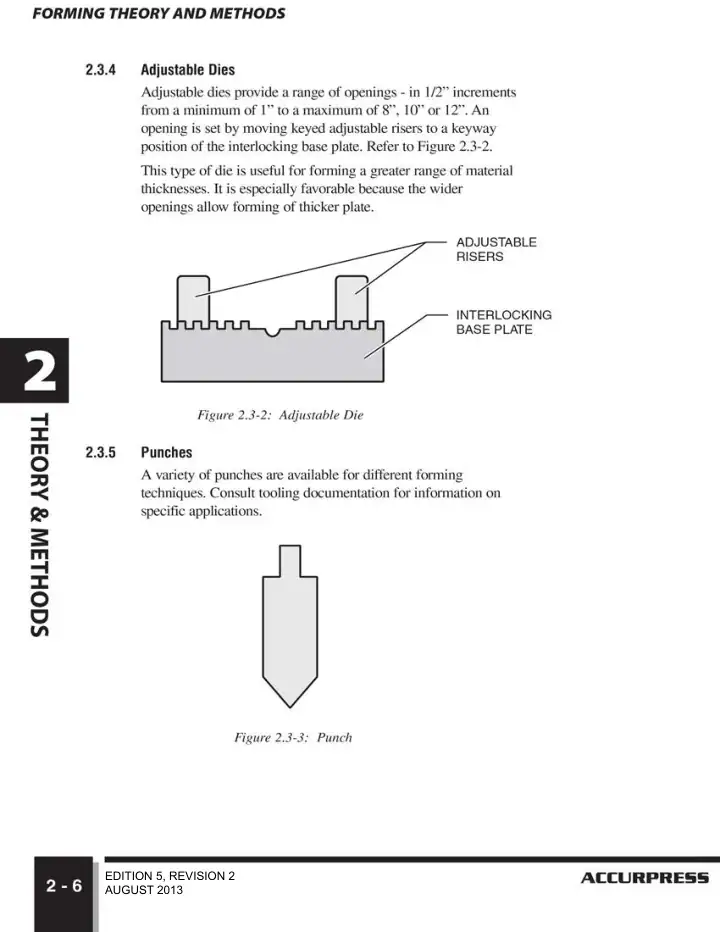 FORMING THEORY AND METHODS
2.3.4 Adjustable Dies
Adjustable dies provide a range of openings - in 1/2” increments
from a minimum of 1” to a maximum of 8”, 10” or 12”. An
opening is set by moving keyed adjustable risers to a keyway
position of the interlocking base plate. Refer to Figure 2.3-2.
This type of die is useful for forming a greater range of material
thicknesses. It is especially favorable because the wider
openings allow forming of thicker plate.
ADJUSTABLE
RISERS
INTERLOCKING
BASE PLATE
Figure 2.3-2: Adjustable Die
2
THEORY & METHODS
2.3.5 Punches
A variety of punches are available for different forming
techniques. Consult tooling documentation for information on
specific applications.
Figure 2.3-3: Punch
2 - 6
EDITION 5, REVISION 2
AUGUST 2013
ACCURPRESS